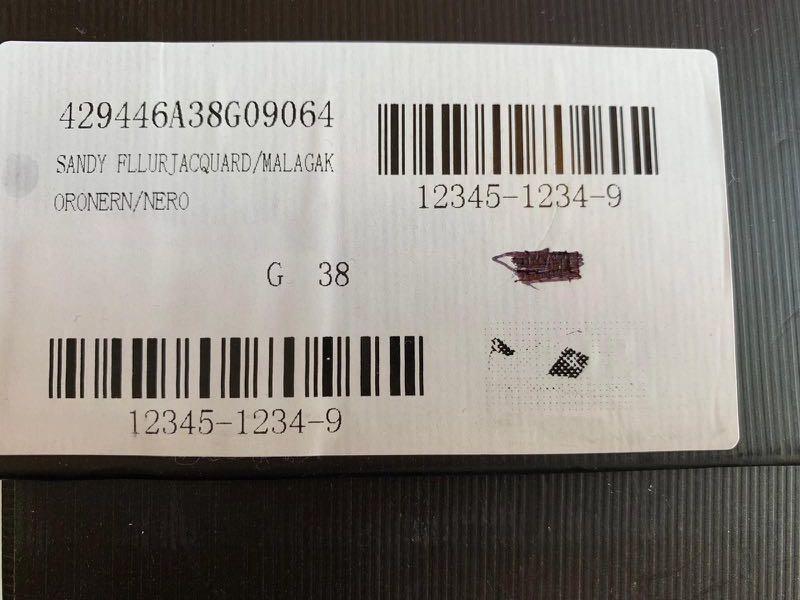 429446A38G09064
SANDY FLLURJACQUARD/MALAGAK
ORONERN/NERO
12345-1234-9
G 38
12345-1234-9